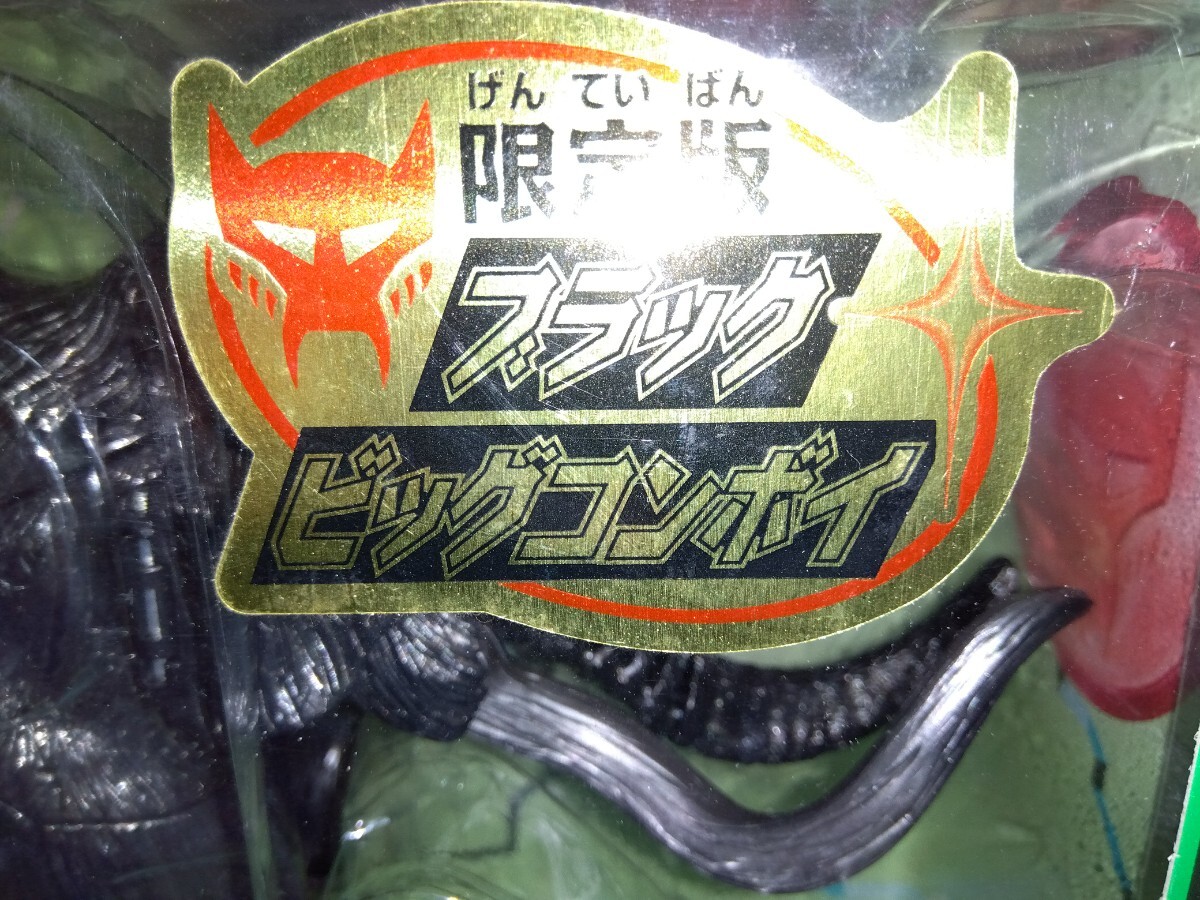 げんていばん
限定版
ブラック
ビッグコンボイ